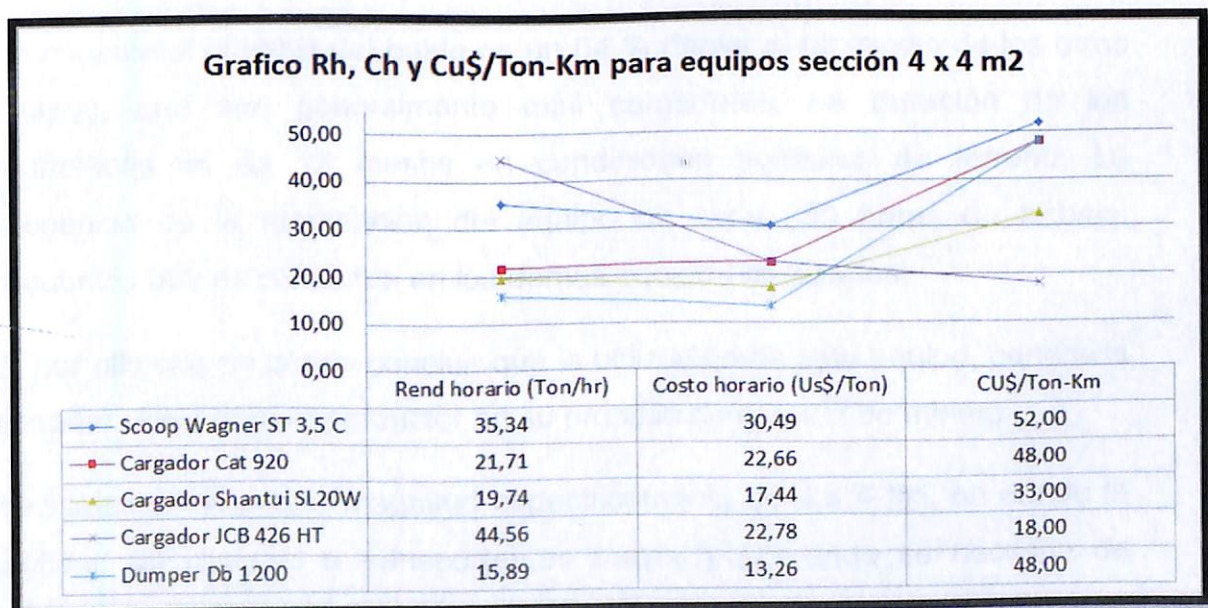 Grafico Rh, Ch y Cu$/Ton-Km para equipos sección 4 x 4 m2
50,00
40,00
30,00
20,00
10,00
0,00
Rend horario (Ton/hr) Costo horario (Us$/Ton) CU$/Ton-Km
Scoop Wagner ST 3,5 C 35,34 30,49 52,00
Cargador Cat 920 21,71 22,66 48,00
Cargador Shantui SL20W 19,74 17,44 33,00
Cargador JCB 426 HT 44,56 22,78 18,00
Dumper Db 1200 15,89 13,26 48,00